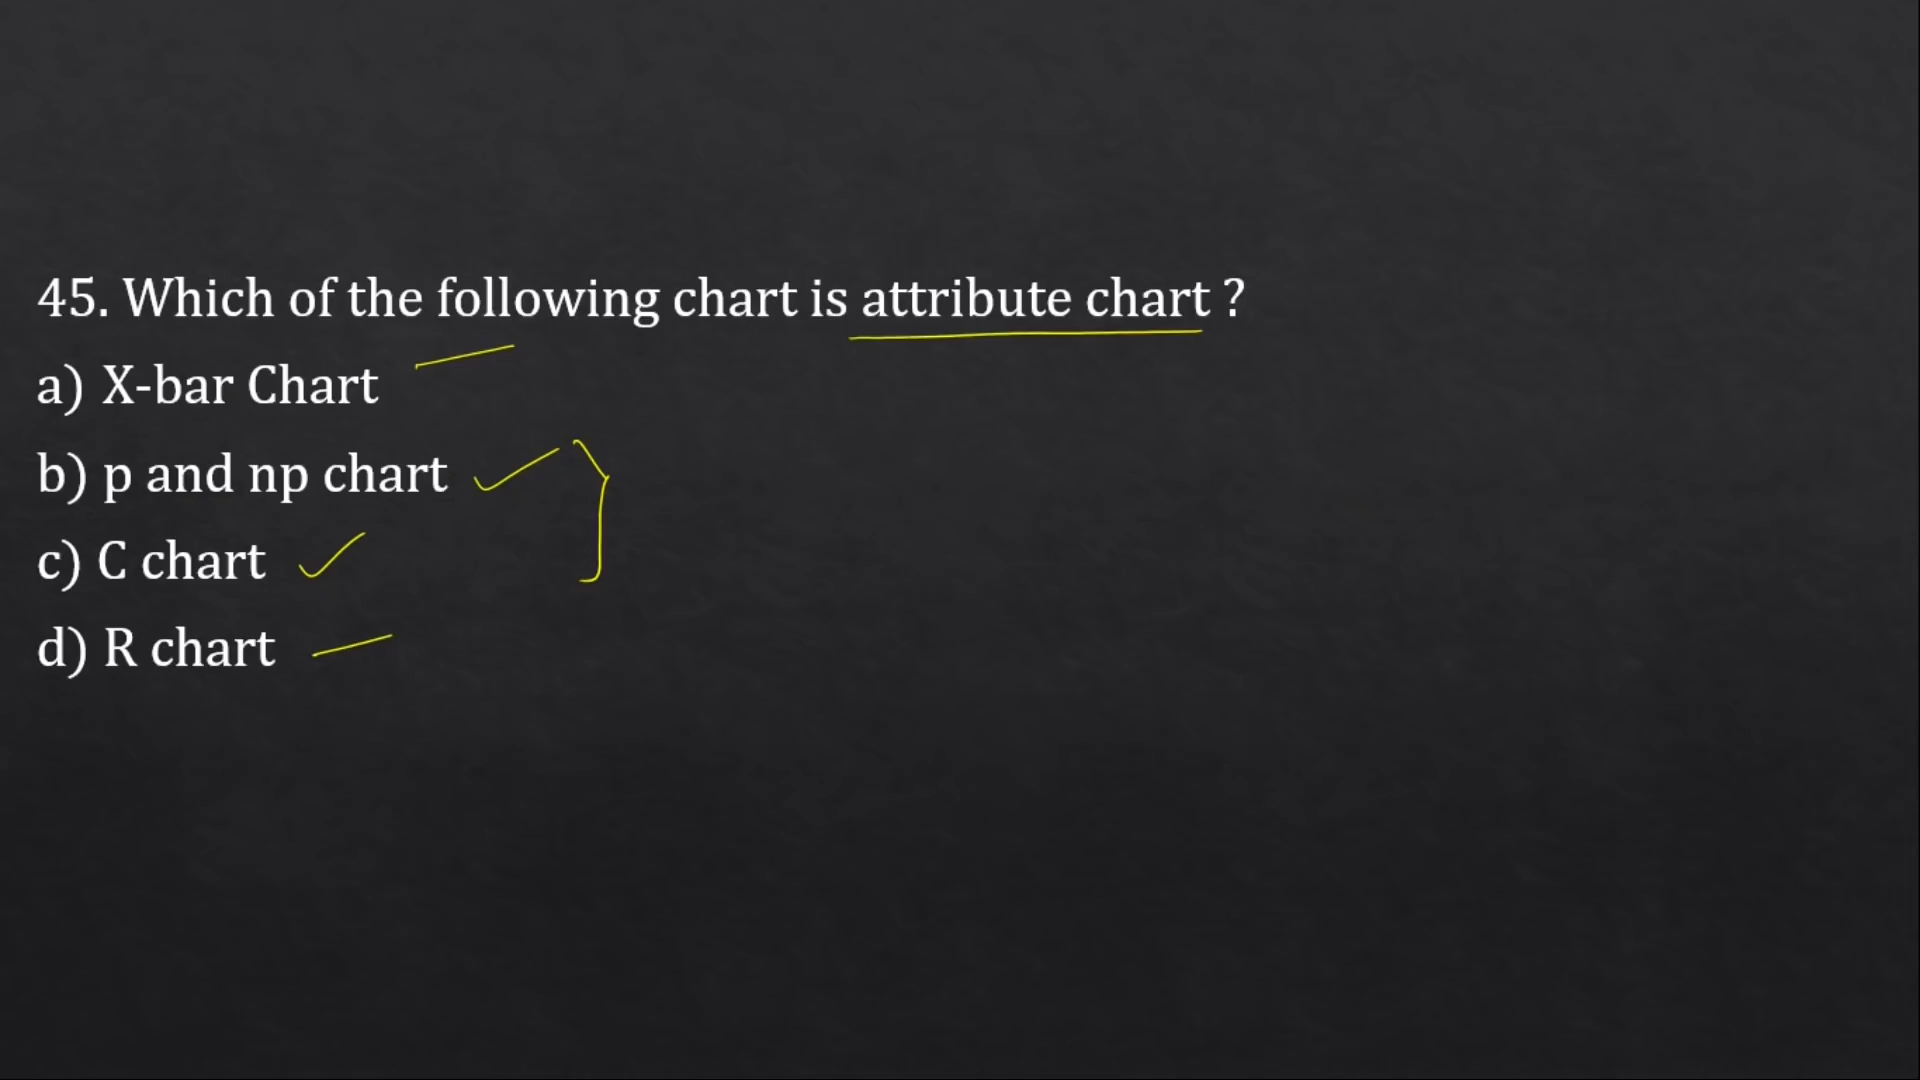 45. Which of the following chart is attribute chart ?
a) X-bar Chart
b) p and np chart
c) C chart
d) R chart